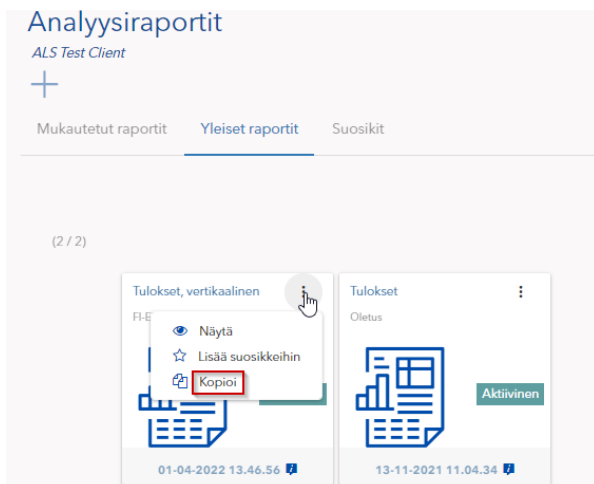 Analyysiraportit
ALS Test Client
Mukautetut raportit Yleiset raportit Suosikit
(2 / 2)
Tulokset, vertikaalinen Tulokset
Oletus
Näytä
Lisää suosikkeihin
Kopioi
Aktiivinen
01-04-2022 13.46.56 13-11-2021 11.04.34